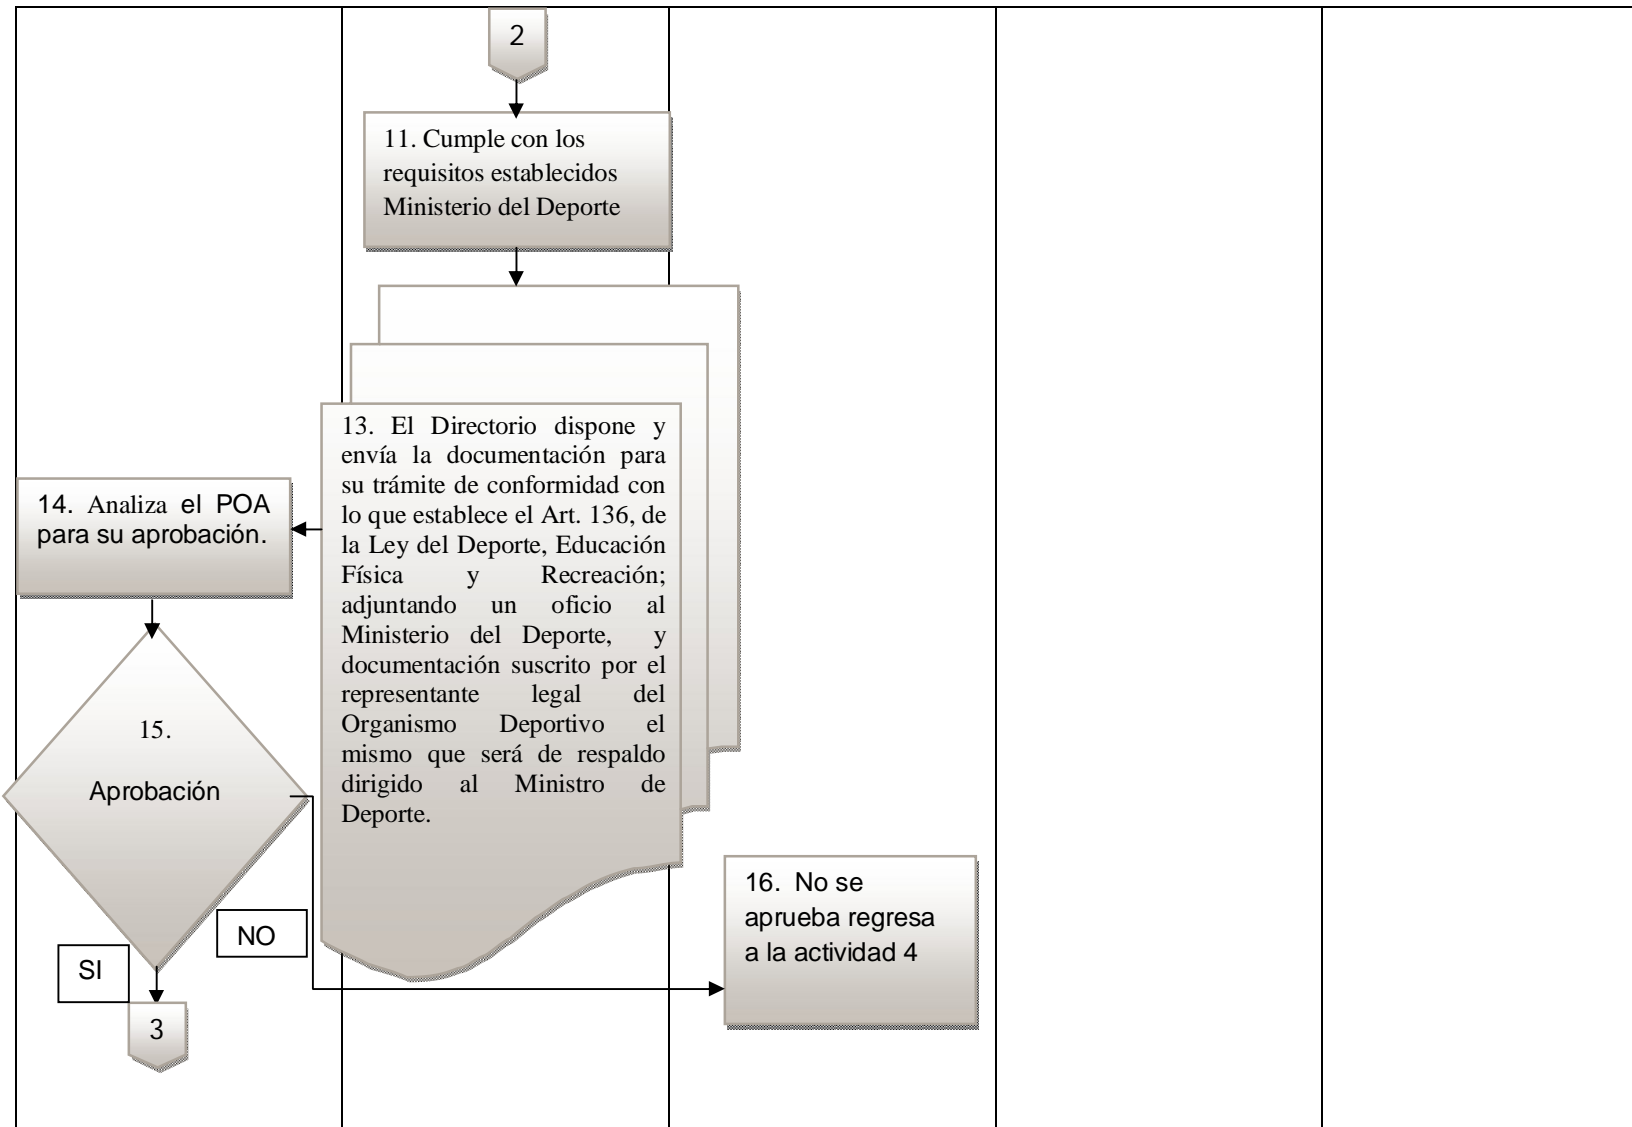 2
11. Cumple con los
requisitos establecidos
Ministerio del Deporte
13. El Directorio dispone y
envía la documentación para
su trámite de conformidad con
lo que establece el Art. 136, de
la Ley del Deporte, Educación
Física y Recreación;
adjuntando un oficio al
Ministerio del Deporte, y
documentación suscrito por el
representante legal del
Organismo Deportivo el
mismo que será de respaldo
dirigido al Ministro de
Deporte.
14. Analiza el POA
para su aprobación.
15.
Aprobación
NO
SI
3
16. No se
aprueba regresa
a la actividad 4